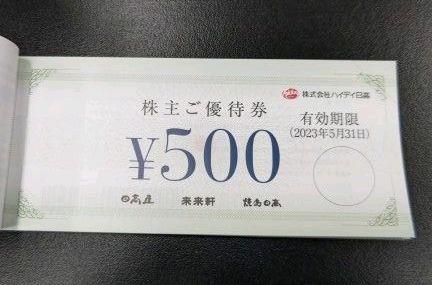 株式会社ハイデイ日高
株主ご優待券
有効期限
(2023年5月31日)
¥500
日高屋 来来軒 焼鳥日高